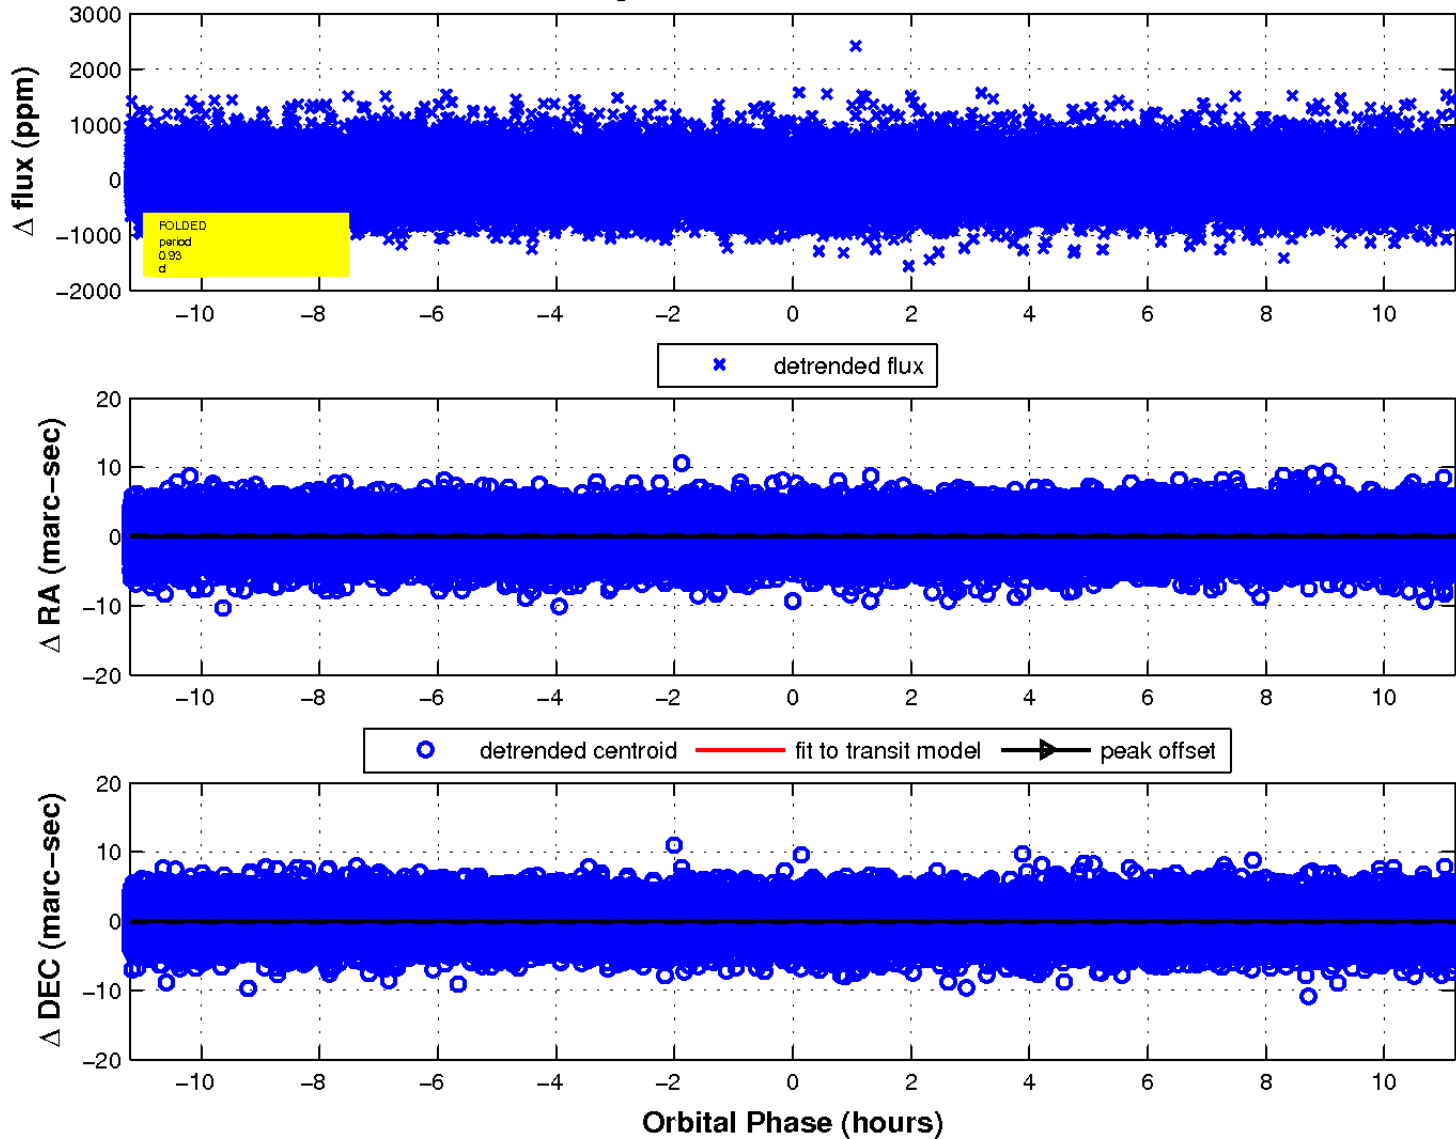 3000
2000
1000
0
−1000
−2000
Δ flux (ppm)
FOLDED
period
0.93
d
−10 −8 −6 −4 −2 0 2 4 6 8 10
detrended flux
20
10
0
−10
−20
Δ RA (marc−sec)
−10 −8 −6 −4 −2 0 2 4 6 8 10
detrended centroid fit to transit model peak offset
20
10
0
−10
−20
Δ DEC (marc−sec)
−10 −8 −6 −4 −2 0 2 4 6 8 10
Orbital Phase (hours)